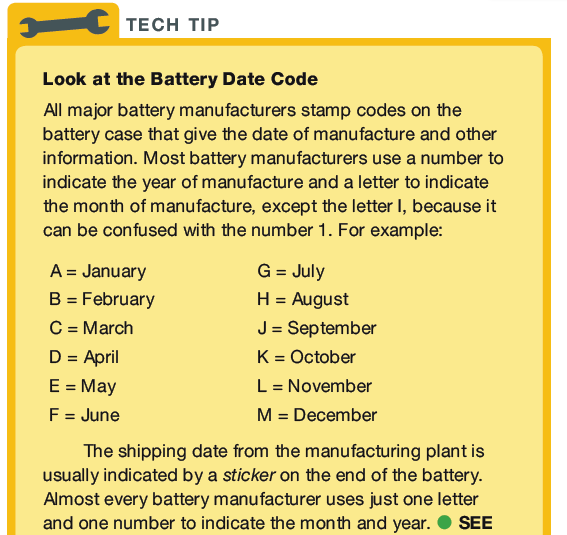 TECH TIP
Look at the Battery Date Code
All major battery manufacturers stamp codes on the
battery case that give the date of manufacture and other
information. Most battery manufacturers use a number to
indicate the year of manufacture and a letter to indicate
the month of manufacture, except the letter I, because it
can be confused with the number 1. For example:
A = January
B = February
C = March
D = April
E = May
F = June
G = July
H = August
J = September
K = October
L = November
M = December
The shipping date from the manufacturing plant is
usually indicated by a sticker on the end of the battery.
Almost every battery manufacturer uses just one letter
and one number to indicate the month and year. ● SEE